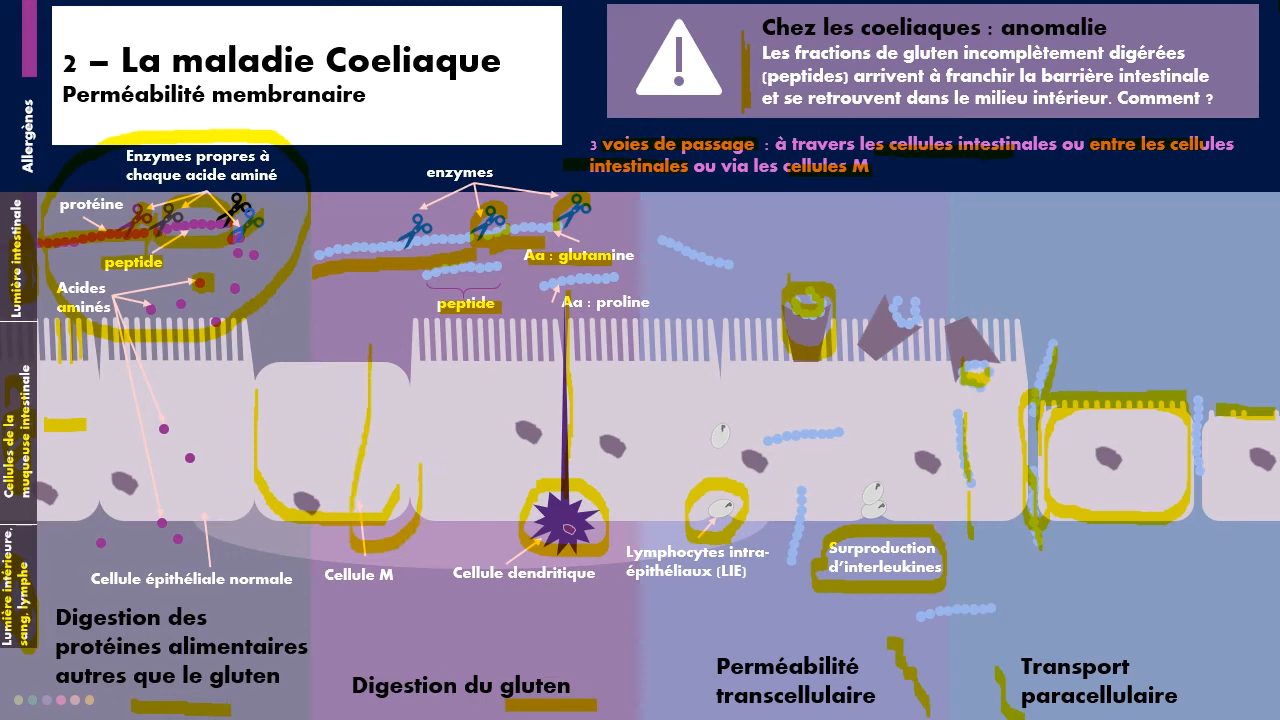 2 – La maladie Coeliaque
Perméabilité membranaire
Chez les coeliaques : anomalie
Les fractions de gluten incomplètement digérées
(peptides) arrivent à franchir la barrière intestinale
et se retrouvent dans le milieu intérieur. Comment ?
3 voies de passage : à travers les cellules intestinales ou entre les cellules
intestinales ou via les cellules M
Allergènes
Enzymes propres à
chaque acide aminé
enzymes
protéine
peptide
Acides
aminés
Aa : glutamine
peptide
Aa : proline
Lumière intestinale
Cellules de la
muqueuse intestinale
Lumière intérieure,
sang, lymphe
Cellule épithéliale normale
Cellule M
Cellule dendritique
Lymphocytes intra-
épithéliaux (LIE)
Surproduction
d’interleukines
Digestion des
protéines alimentaires
autres que le gluten
Digestion du gluten
Perméabilité
transcellulaire
Transport
paracellulaire